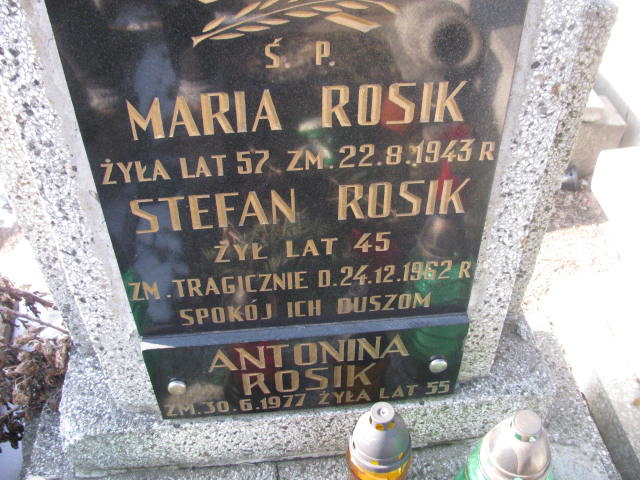 Ś. P.
MARIA ROSIK
ŻYŁA LAT 57 ZM. 22.8.1943 R
STEFAN ROSIK
ŻYŁ LAT 45
ZM. TRAGICZNIE D. 24.12.1962 R
SPOKÓJ ICH DUSZOM
ANTONINA
ROSIK
ZM. 30.6.1977 ŻYŁA LAT 55